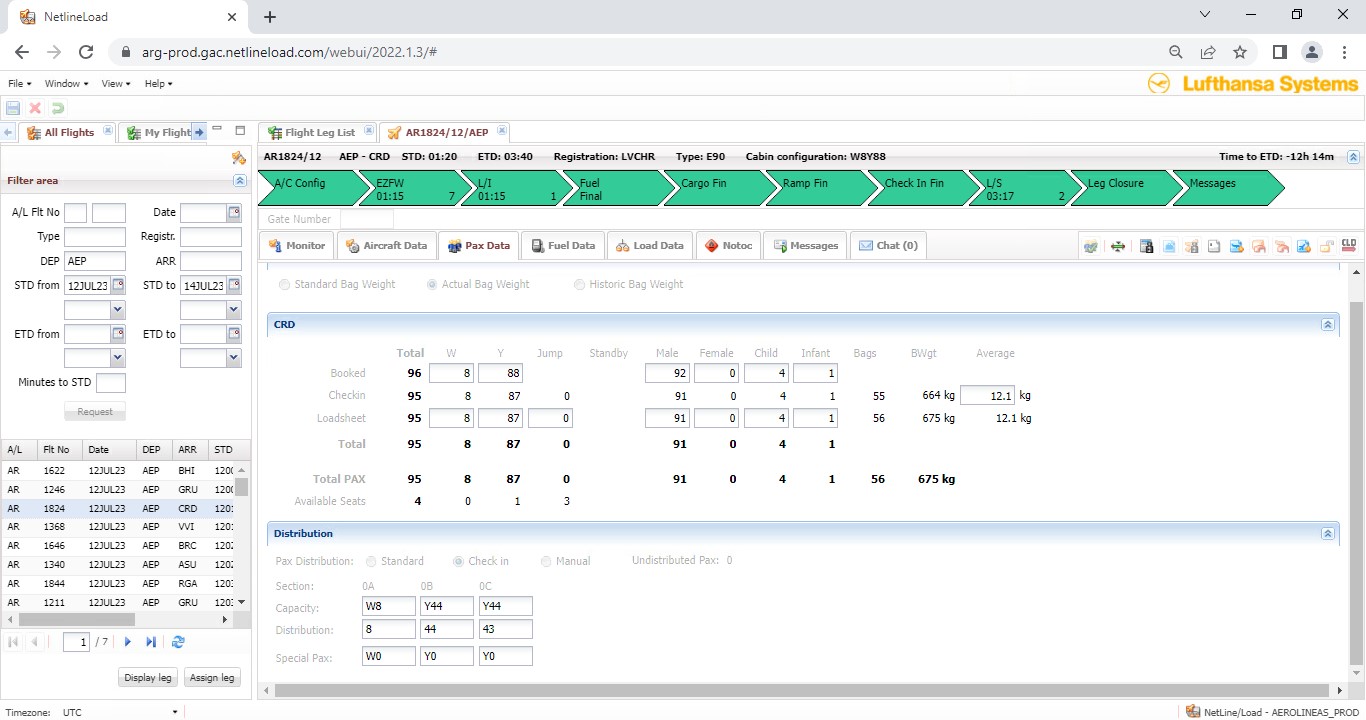 NetlineLoad
arg-prod.gac.netlineload.com/webui/2022.1.3/#
File Window View Help
Lufthansa Systems
All Flights My Flight
Flight Leg List AR1824/12/AEP
AR1824/12 AEP - CRD STD: 01:20 ETD: 03:40 Registration: LVCHR Type: E90 Cabin configuration: W8Y88 Time to ETD: -12h 14m
A/C Config EZFW L/I Fuel Cargo Fin Ramp Fin Check In Fin L/S Leg Closure Messages
01:15 7 01:15 1 Final 03:17 2
Gate Number
Monitor Aircraft Data Pax Data Fuel Data Load Data Notoc Messages Chat (0) CLD
Filter area
A/L Flt No Date
Type Registr.
DEP AEP ARR
STD from 12JUL23 STD to 14JUL23
ETD from ETD to
Minutes to STD
Request
A/L Flt No Date DEP ARR STD
AR 1622 12JUL23 AEP BHI 120
AR 1246 12JUL23 AEP GRU 120
AR 1824 12JUL23 AEP CRD 120
AR 1368 12JUL23 AEP VVI 120
AR 1646 12JUL23 AEP BRC 120
AR 1340 12JUL23 AEP ASU 120
AR 1844 12JUL23 AEP RGA 120
AR 1211 12JUL23 AEP GRU 120
1 / 7
Display leg Assign leg
Standard Bag Weight Actual Bag Weight Historic Bag Weight
CRD
Total W Y Jump Standby Male Female Child Infant Bags BWgt Average
Booked 96 8 88 92 0 4 1
Checkin 95 8 87 0 91 0 4 1 55 664 kg 12.1 kg
Loadsheet 95 8 87 0 91 0 4 1 56 675 kg 12.1 kg
Total 95 8 87 0 91 0 4 1
Total PAX 95 8 87 0 91 0 4 1 56 675 kg
Available Seats 4 0 1 3
Distribution
Pax Distribution: Standard Check in Manual Undistributed Pax: 0
Section: 0A 0B 0C
Capacity: W8 Y44 Y44
Distribution: 8 44 43
Special Pax: W0 Y0 Y0
Timezone: UTC
NetLine/Load - AEROLINEAS_PROD